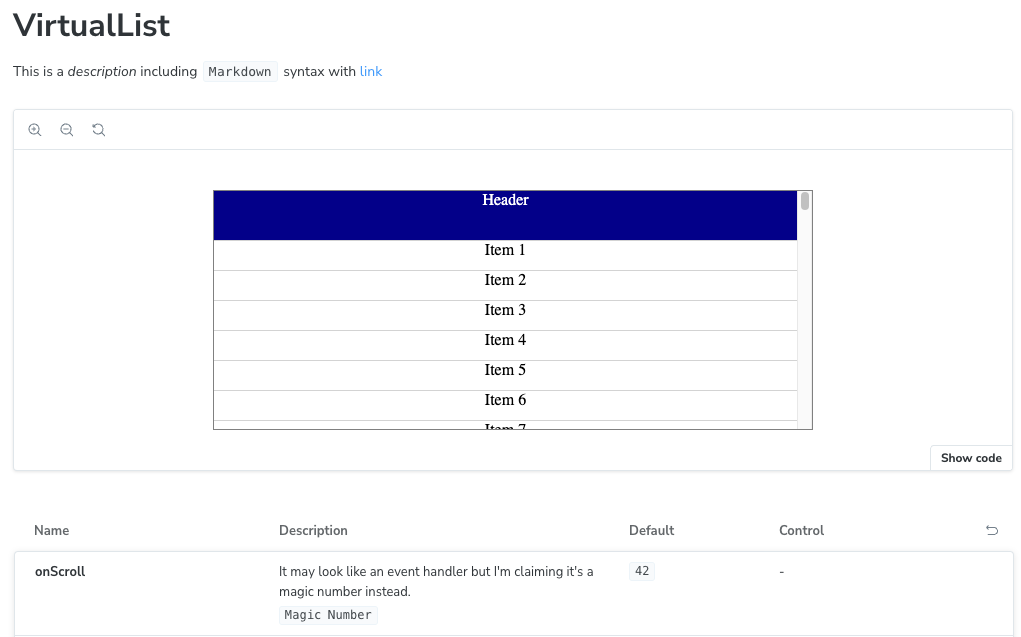 VirtualList
This is a description including Markdown syntax with link
Header
Item 1
Item 2
Item 3
Item 4
Item 5
Item 6
Item 7
Show code
Name Description Default Control
onScroll It may look like an event handler but I'm claiming it's a 42 -
magic number instead.
Magic Number